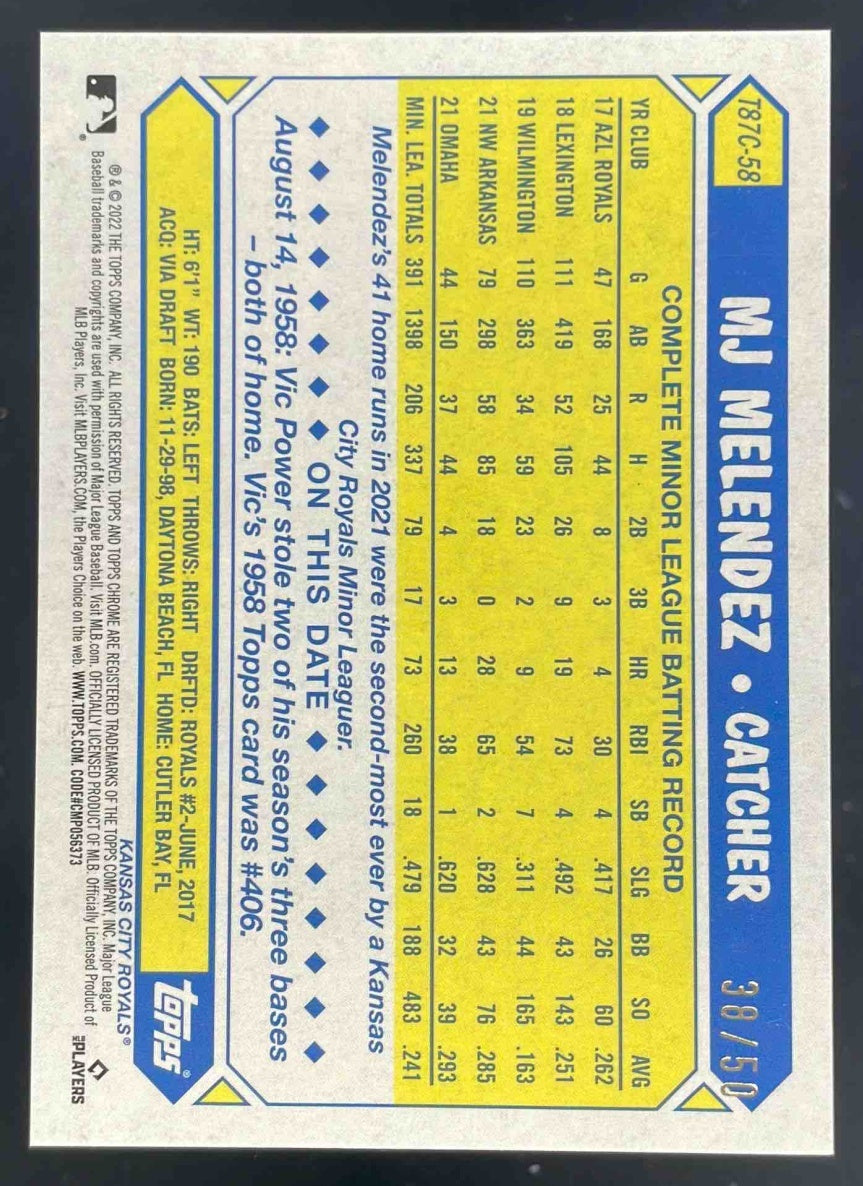 T87C-58
MJ MELENDEZ • CATCHER
38/50
COMPLETE MINOR LEAGUE BATTING RECORD
YR CLUB G AB R H 2B 3B HR RBI SB SLG BB SO AVG
17 AZL ROYALS 47 168 25 44 8 3 4 30 4 .417 26 60 .262
18 LEXINGTON 111 419 52 105 26 9 19 73 4 .492 43 143 .251
19 WILMINGTON 110 363 34 59 23 2 9 54 7 .311 44 165 .163
21 NW ARKANSAS 79 298 58 85 18 0 28 65 2 .628 43 76 .285
21 OMAHA 44 150 37 44 4 3 13 38 1 .620 32 39 .293
MIN. LEA. TOTALS 391 1398 206 337 79 17 73 260 18 .479 188 483 .241
Melendez's 41 home runs in 2021 were the second-most ever by a Kansas
City Royals Minor Leaguer.
◆ ◆ ◆ ◆ ◆ ◆ ◆ ◆ ON THIS DATE ◆ ◆ ◆ ◆ ◆ ◆ ◆ ◆
August 14, 1958: Vic Power stole two of his season's three bases
– both of home. Vic's 1958 Topps card was #406.
HT: 6'1" WT: 190 BATS: LEFT THROWS: RIGHT DRFTD: ROYALS #2-JUNE, 2017
ACQ: VIA DRAFT BORN: 11-29-98, DAYTONA BEACH, FL HOME: CUTLER BAY, FL
topps®
KANSAS CITY ROYALS®
® & © 2022 THE TOPPS COMPANY, INC. ALL RIGHTS RESERVED. TOPPS AND TOPPS CHROME ARE REGISTERED TRADEMARKS OF THE TOPPS COMPANY, INC. Major League
Baseball trademarks and copyrights are used with permission of Major League Baseball. Visit MLB.com. OFFICIALLY LICENSED PRODUCT OF MLB. Officially Licensed Product of
MLB Players, Inc. Visit MLBPLAYERS.COM, the Players Choice on the web. WWW.TOPPS.COM. CODE#CMP056373
MLB PLAYERS